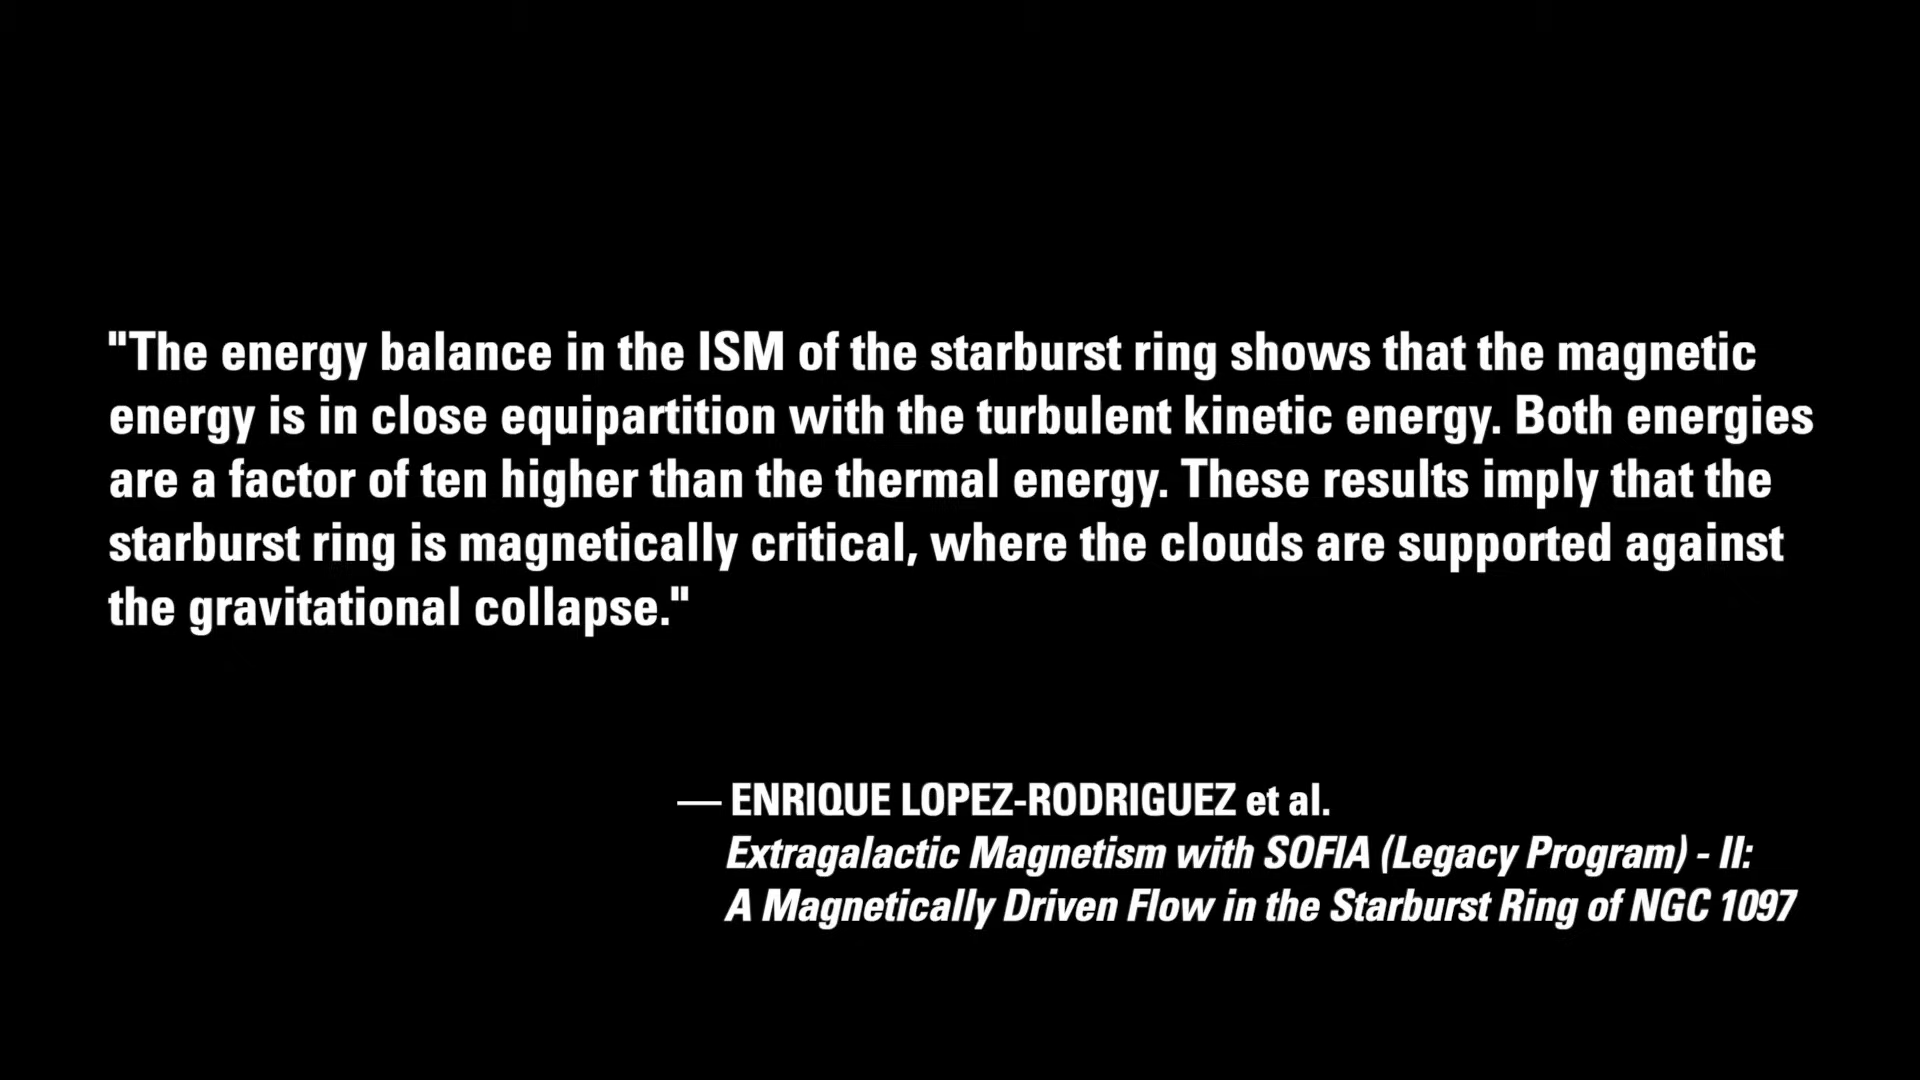 "The energy balance in the ISM of the starburst ring shows that the magnetic
energy is in close equipartition with the turbulent kinetic energy. Both energies
are a factor of ten higher than the thermal energy. These results imply that the
starburst ring is magnetically critical, where the clouds are supported against
the gravitational collapse."
— ENRIQUE LOPEZ-RODRIGUEZ et al.
Extragalactic Magnetism with SOFIA (Legacy Program) - II:
A Magnetically Driven Flow in the Starburst Ring of NGC 1097